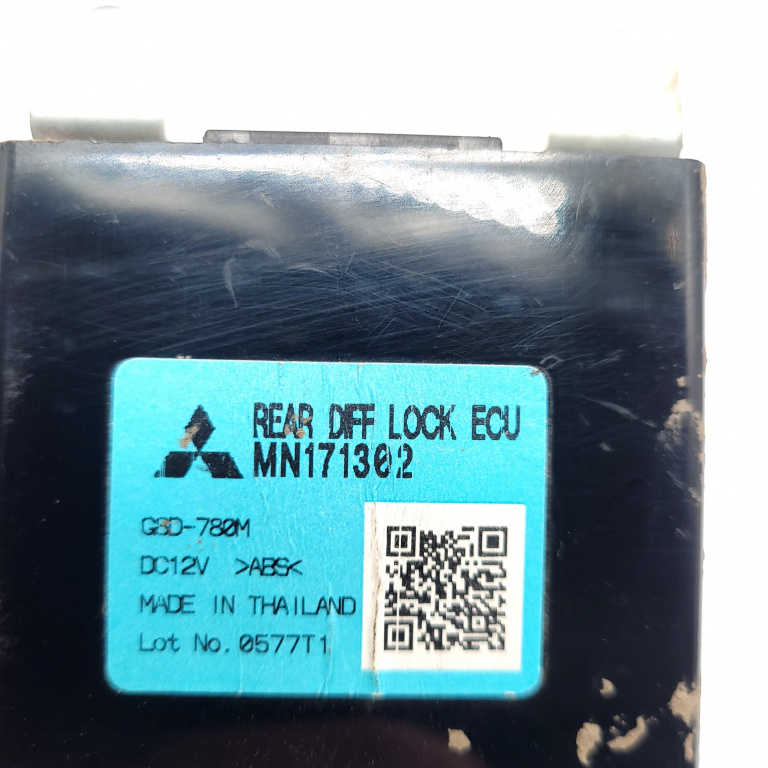 REAR DIFF LOCK ECU
MN171302
G8D-780M
DC12V >ABS<
MADE IN THAILAND
Lot No. 0577T1